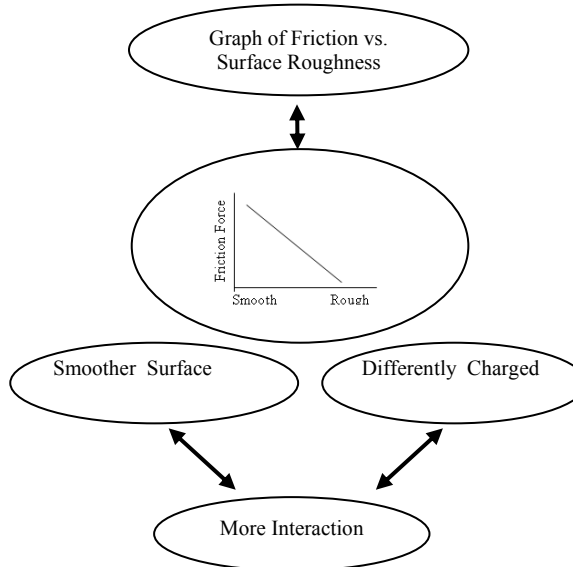 Graph of Friction vs.
Surface Roughness
Friction Force
Smooth Rough
Smoother Surface
Differently Charged
More Interaction